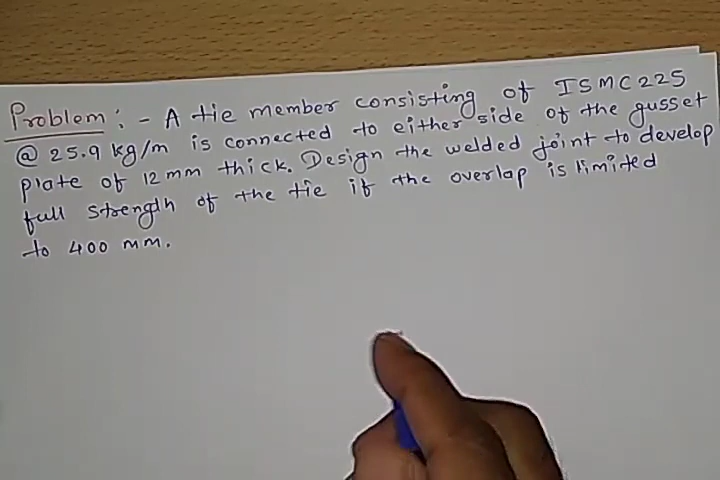 Problem : - A tie member consisting of ISMC225
@ 25.9 kg/m is connected to either side of the gusset
plate of 12 mm thick. Design the welded joint to develop
full strength of the tie if the overlap is limited
to 400 mm.